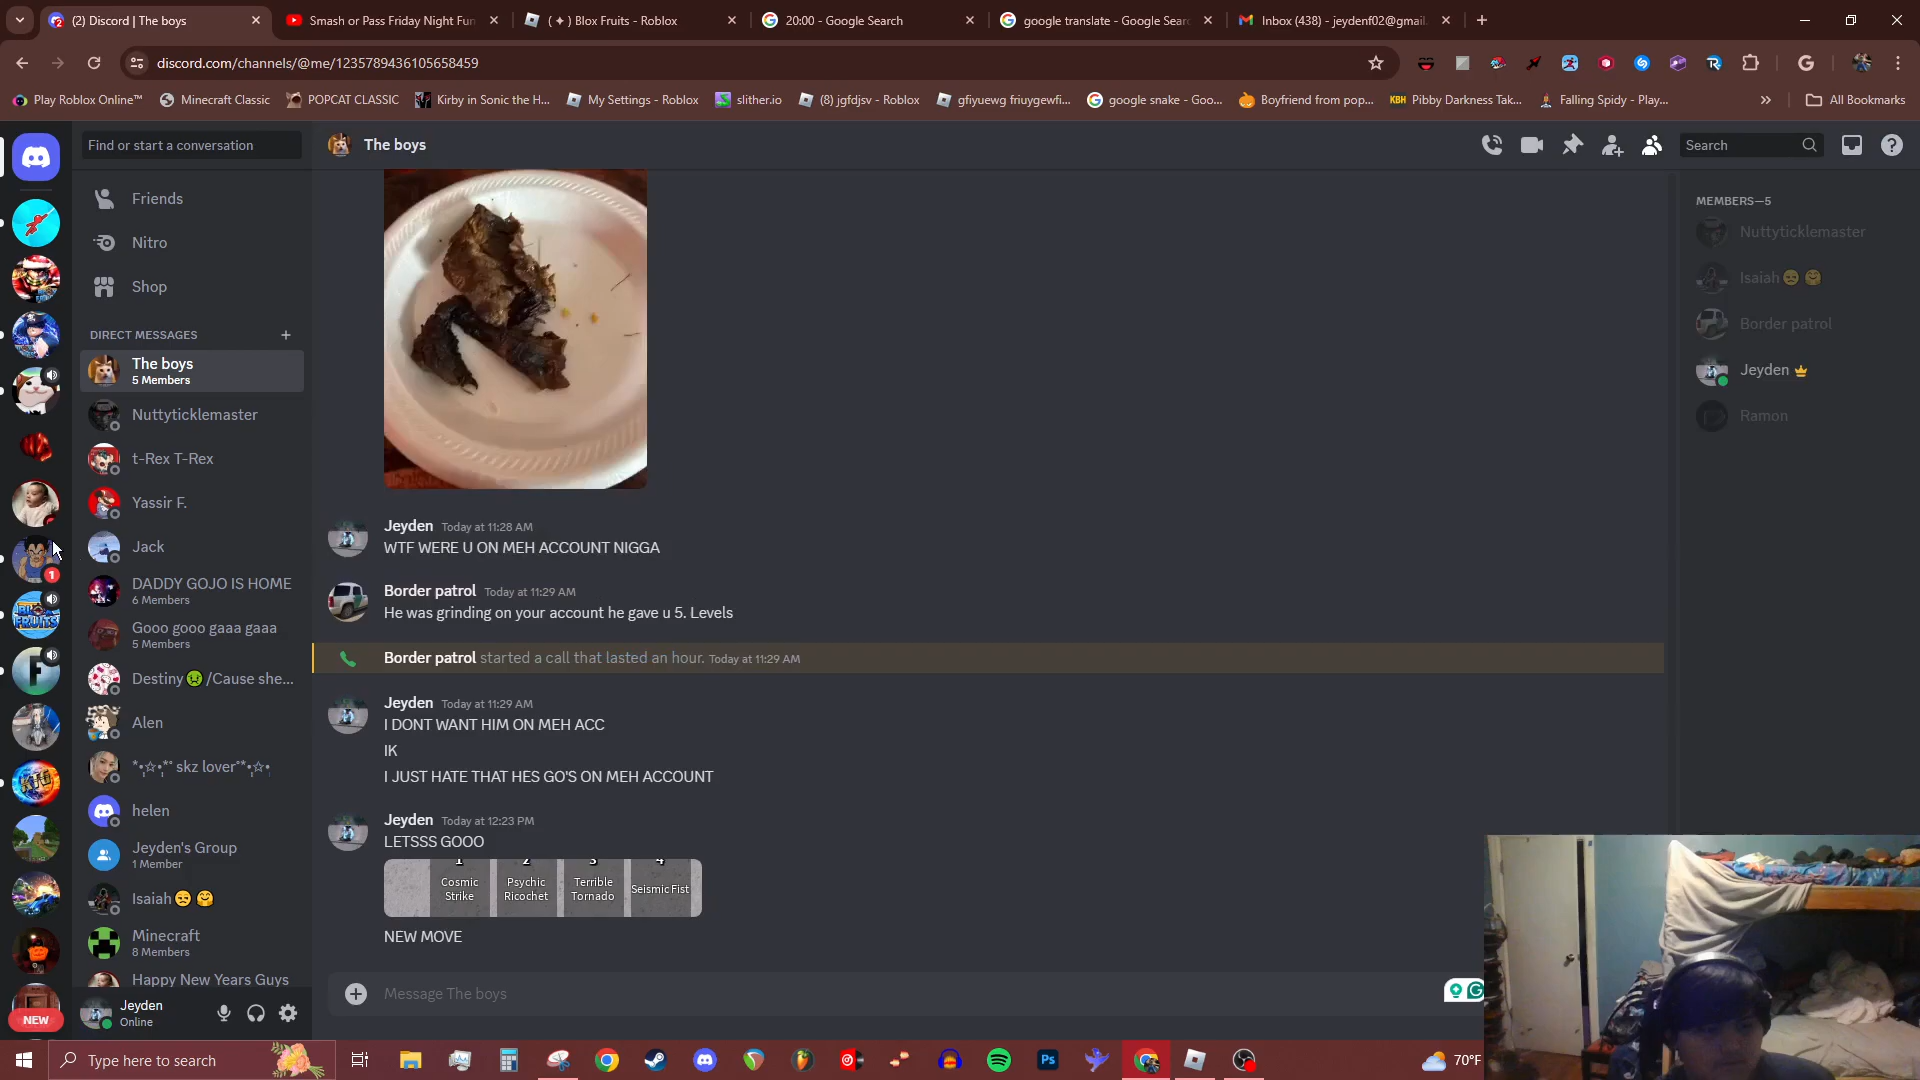 (2) Discord | The boys
Smash or Pass Friday Night Fun
( ✦ ) Blox Fruits - Roblox
20:00 - Google Search
google translate - Google Searc
Inbox (438) - jeydenf02@gmail.
discord.com/channels/@me/1235789436105658459
Play Roblox Online™
Minecraft Classic
POPCAT CLASSIC
Kirby in Sonic the H...
My Settings - Roblox
slither.io
(8) jgfdjsv - Roblox
gfiyuewg friuygewfi...
google snake - Goo...
Boyfriend from pop...
KBH
Pibby Darkness Tak...
Falling Spidy - Play...
All Bookmarks
Find or start a conversation
The boys
Search
Friends
Nitro
Shop
DIRECT MESSAGES
The boys
5 Members
Nuttyticklemaster
t-Rex T-Rex
Yassir F.
Jack
1
DADDY GOJO IS HOME
6 Members
Gooo gooo gaaa gaaa
5 Members
Destiny🤢/Cause she...
Alen
*•.¸☆•.*˚ skz lover˚*•.¸☆•.
helen
Jeyden's Group
1 Member
Isaiah😔🤗
Minecraft
8 Members
Happy New Years Guys
NEW
Jeyden
Online
Jeyden Today at 11:28 AM
WTF WERE U ON MEH ACCOUNT NIGGA
Border patrol Today at 11:29 AM
He was grinding on your account he gave u 5. Levels
Border patrol started a call that lasted an hour. Today at 11:29 AM
Jeyden Today at 11:29 AM
I DONT WANT HIM ON MEH ACC
IK
I JUST HATE THAT HES GO'S ON MEH ACCOUNT
Jeyden Today at 12:23 PM
LETSSS GOOO
1 2 3 4
Cosmic Strike
Psychic Ricochet
Terrible Tornado
Seismic Fist
NEW MOVE
Message The boys
MEMBERS—5
Nuttyticklemaster
Isaiah😔🤗
Border patrol
Jeyden
Ramon
Type here to search
Ps
70°F